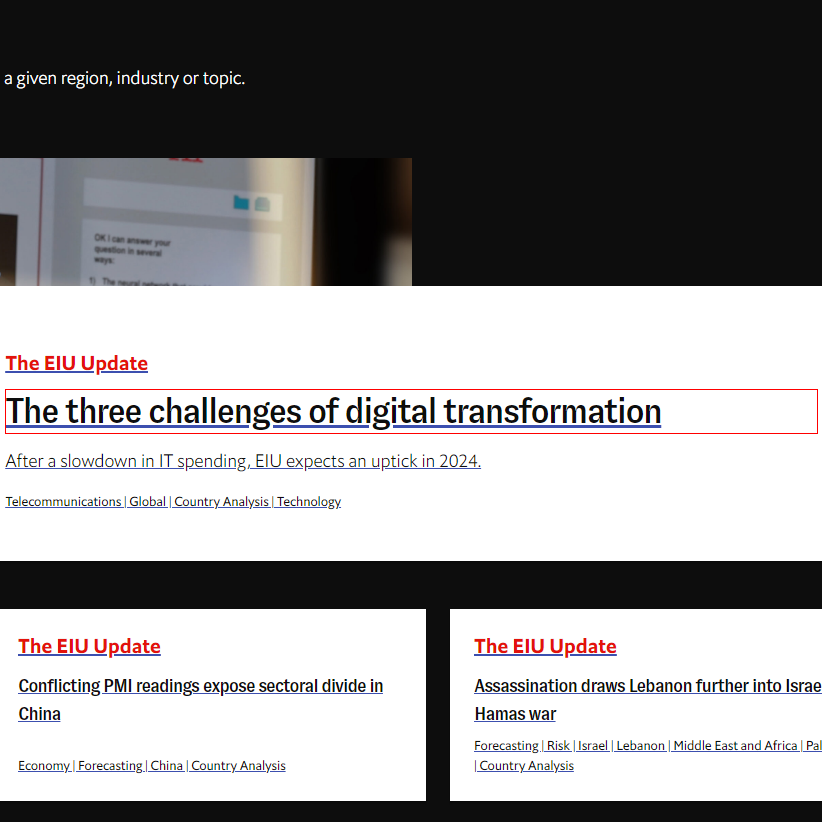 a given region, industry or topic.
OK I can answer your
question in several
ways:
1) The neural network that
The EIU Update
The three challenges of digital transformation
After a slowdown in IT spending, EIU expects an uptick in 2024.
Telecommunications | Global | Country Analysis | Technology
The EIU Update
Conflicting PMI readings expose sectoral divide in
China
Economy | Forecasting | China | Country Analysis
The EIU Update
Assassination draws Lebanon further into Israe
Hamas war
Forecasting | Risk | Israel | Lebanon | Middle East and Africa | Pal
| Country Analysis